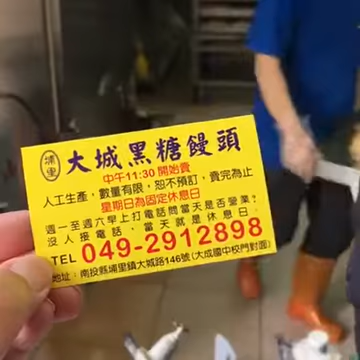 埔里
大城黑糖饅頭
中午11:30 開始賣
人工生產，數量有限，恕不預訂，賣完為止
星期日為固定休息日
週一至週六早上打電話問當天是否營業？
沒人接電話，當天就是休息日。
TEL 049-2912898
地址：南投縣埔里鎮大城路146號(大成國中校門對面)